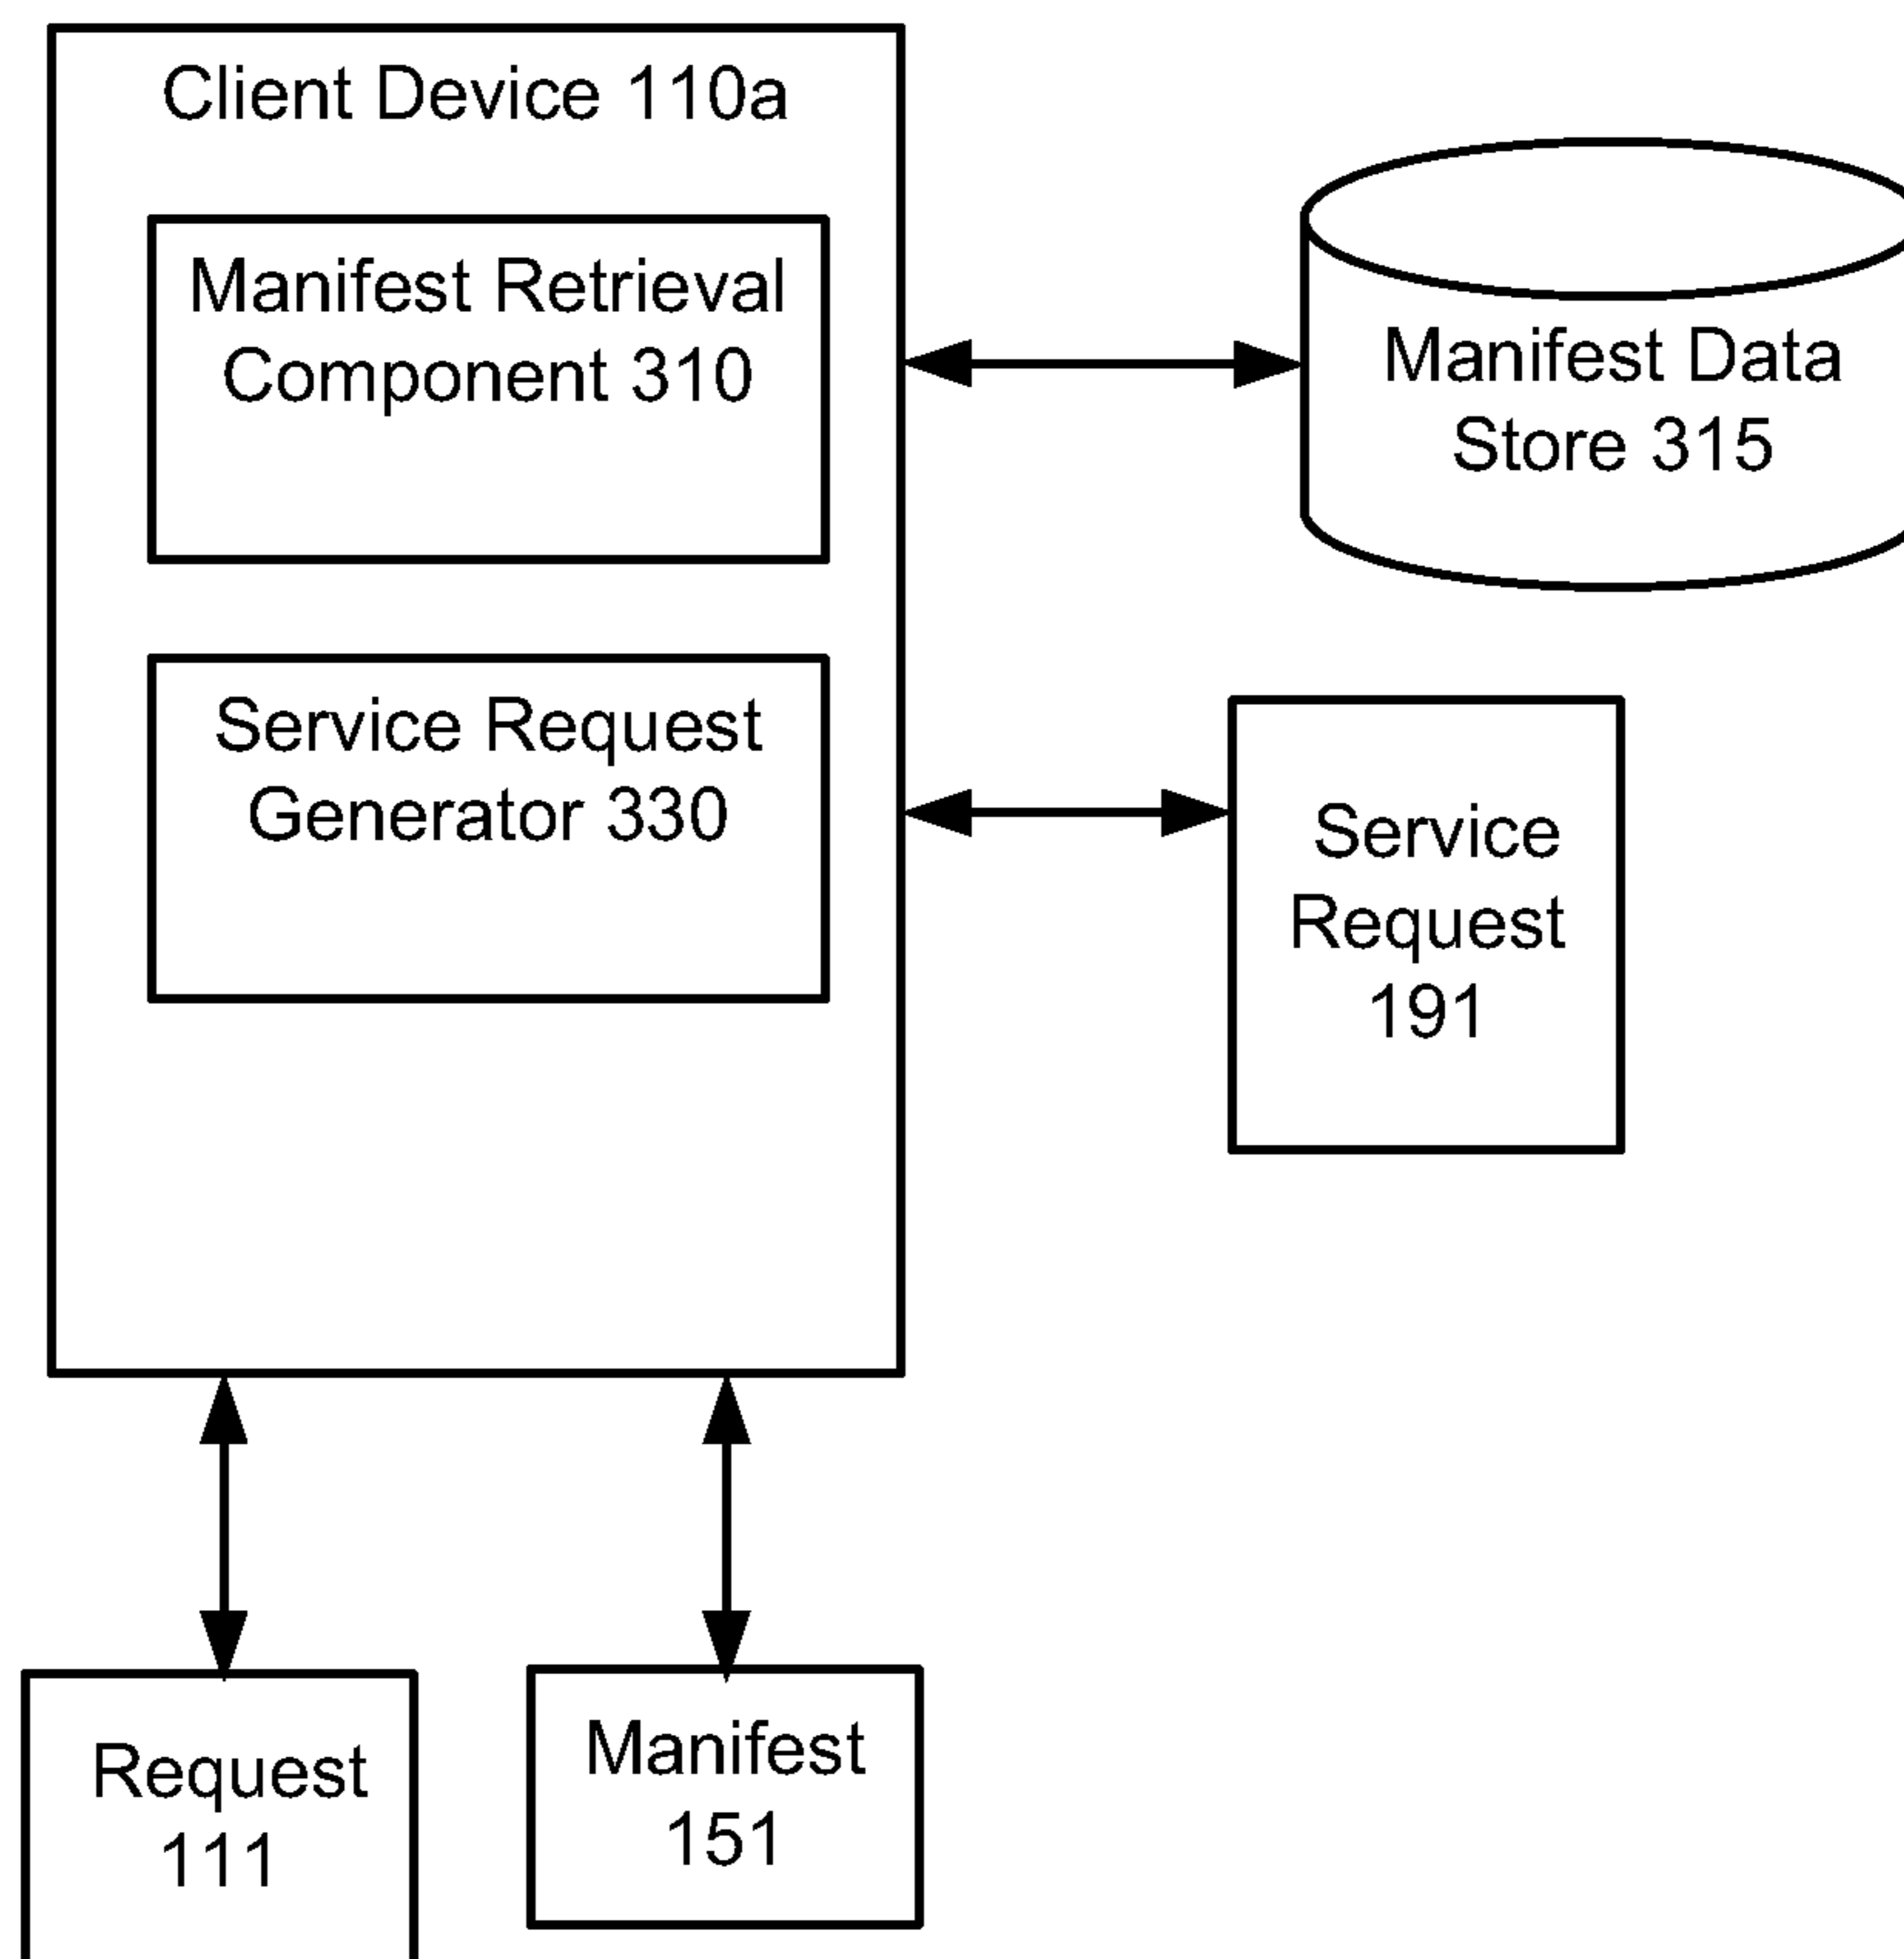 Client Device 110a
Manifest Retrieval
Component 310
Manifest Data
Store 315
Service Request
Generator 330
Service
Request
191
Request
111
Manifest
151